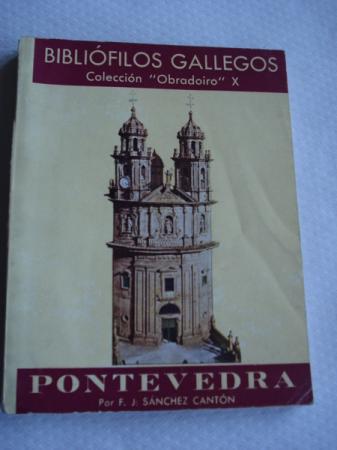 BIBLIÓFILOS GALLEGOS
Colección "Obradoiro" X
PONTEVEDRA
Por F. J: SÁNCHEZ CANTÓN